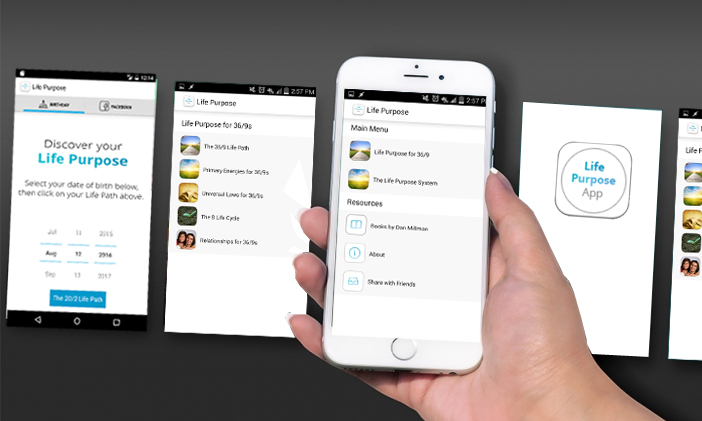 12:14
Life Purpose
BIRTHDAY
FACEBOOK
Discover your
Life Purpose
Select your date of birth below,
then click on your Life Path above.
Jul 11 2015
Aug 12 2016
Sep 13 2017
The 20/2 Life Path
2:57 PM
Life Purpose
Life Purpose for 36/9s
The 36/9 Life Path
Primary Energies for 36/9s
Universal Laws for 36/9s
The Life Cycle
Relationships for 36/9s
2:57
Life Purpose
Main Menu
Life Purpose for 36/9
The Life Purpose System
Resources
Books by Dan Millman
About
Share with Friends
Life
Purpose
App
Life